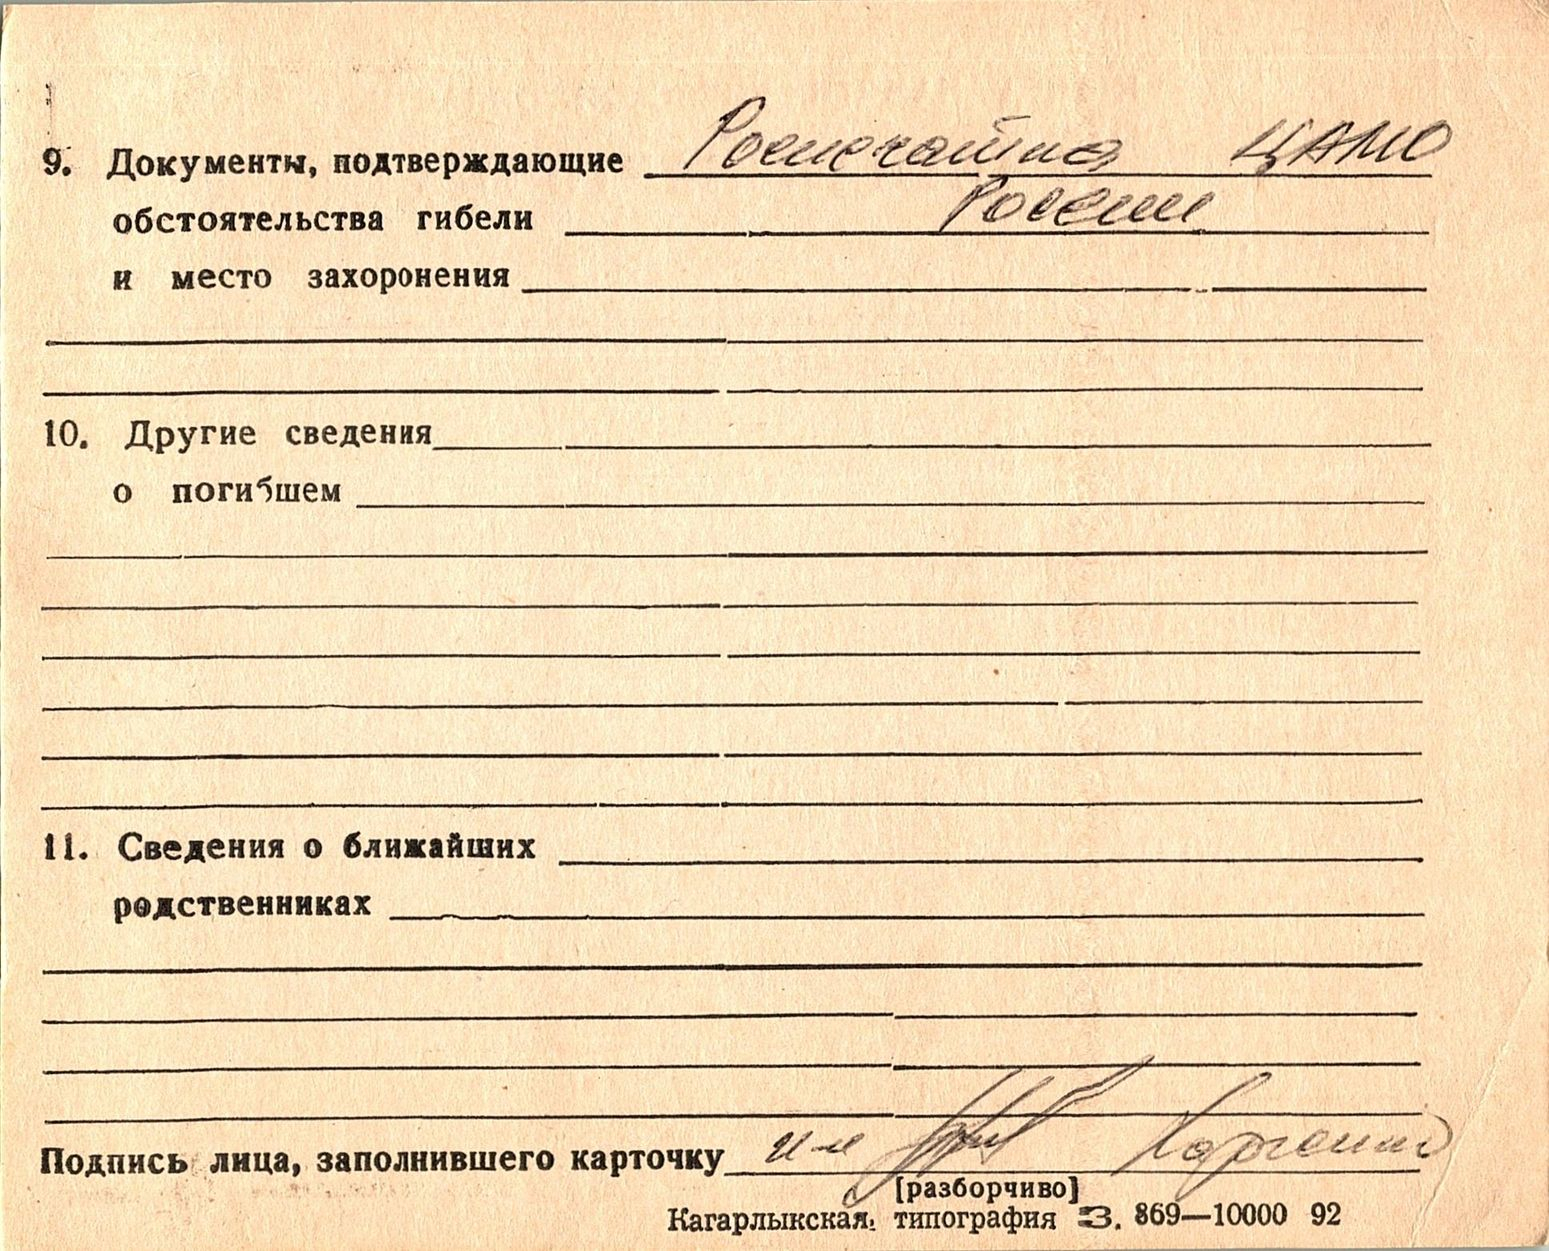 9. Документы, подтверждающие Распечатка ЦАМО
обстоятельства гибели России
и место захоронения
10. Другие сведения
о погибшем
11. Сведения о ближайших
родственниках
Подпись лица, заполнившего карточку
[разборчиво]
Кагарлыкская типография З. 869—10000 92